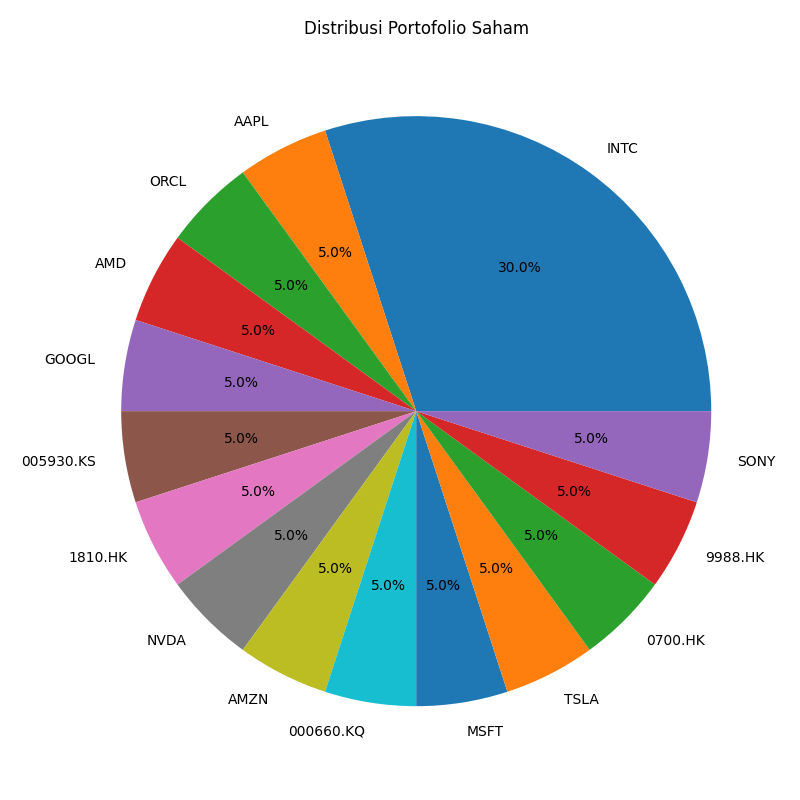 Distribusi Portofolio Saham
AAPL
INTC
ORCL
AMD
GOOGL
005930.KS
1810.HK
NVDA
AMZN
000660.KQ
MSFT
TSLA
0700.HK
9988.HK
SONY
30.0%
5.0%
5.0%
5.0%
5.0%
5.0%
5.0%
5.0%
5.0%
5.0%
5.0%
5.0%
5.0%
5.0%
5.0%